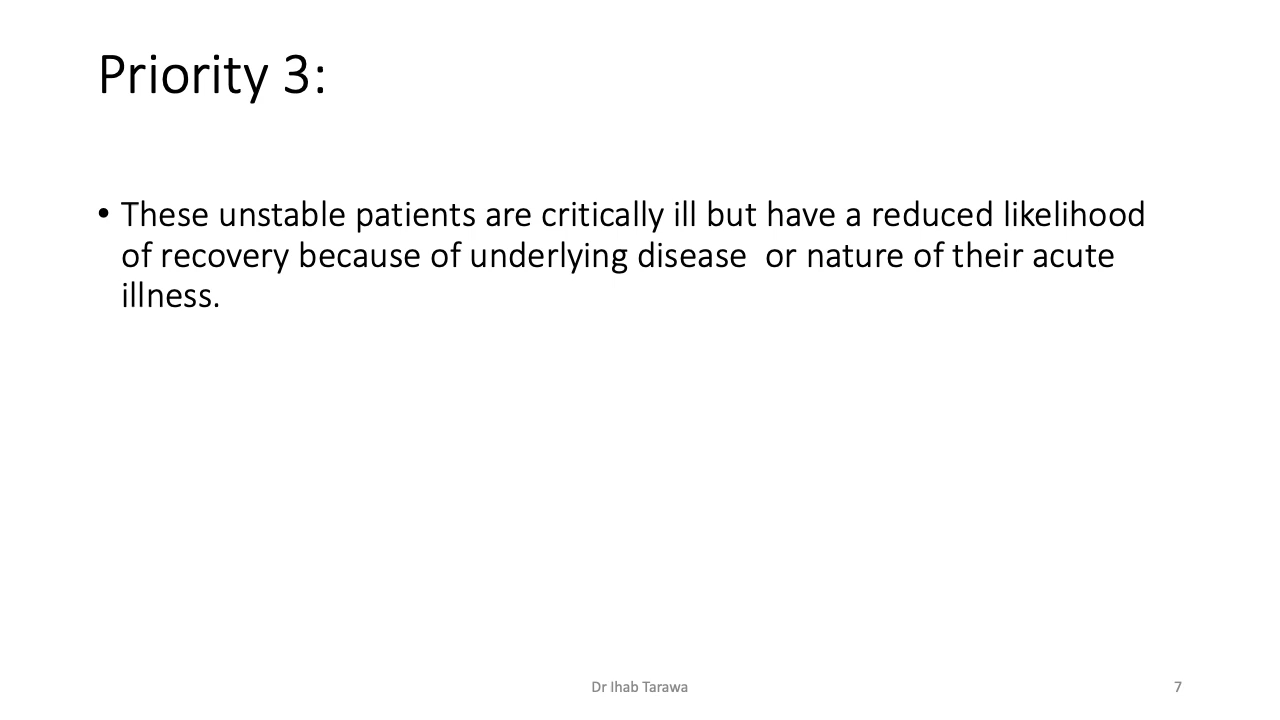 Priority 3:
• These unstable patients are critically ill but have a reduced likelihood
of recovery because of underlying disease  or nature of their acute
illness.
Dr Ihab Tarawa
7